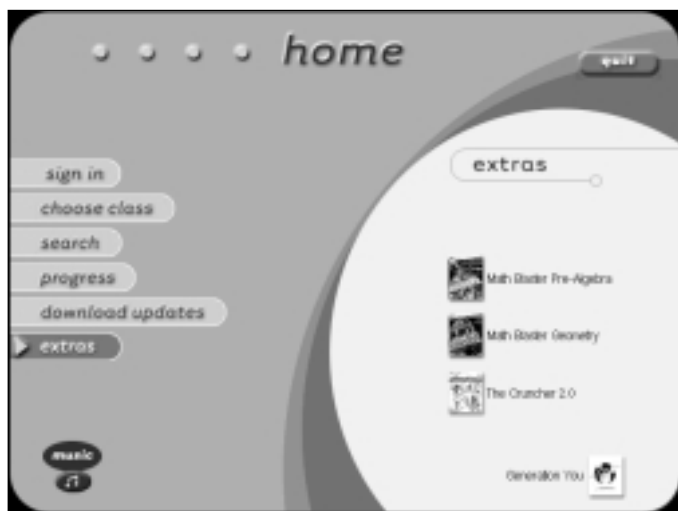 home
quit
sign in
choose class
search
progress
download updates
extras
music
extras
Math Blaster Pre-Algebra
Math Blaster Geometry
The Cruncher 2.0
Generation You